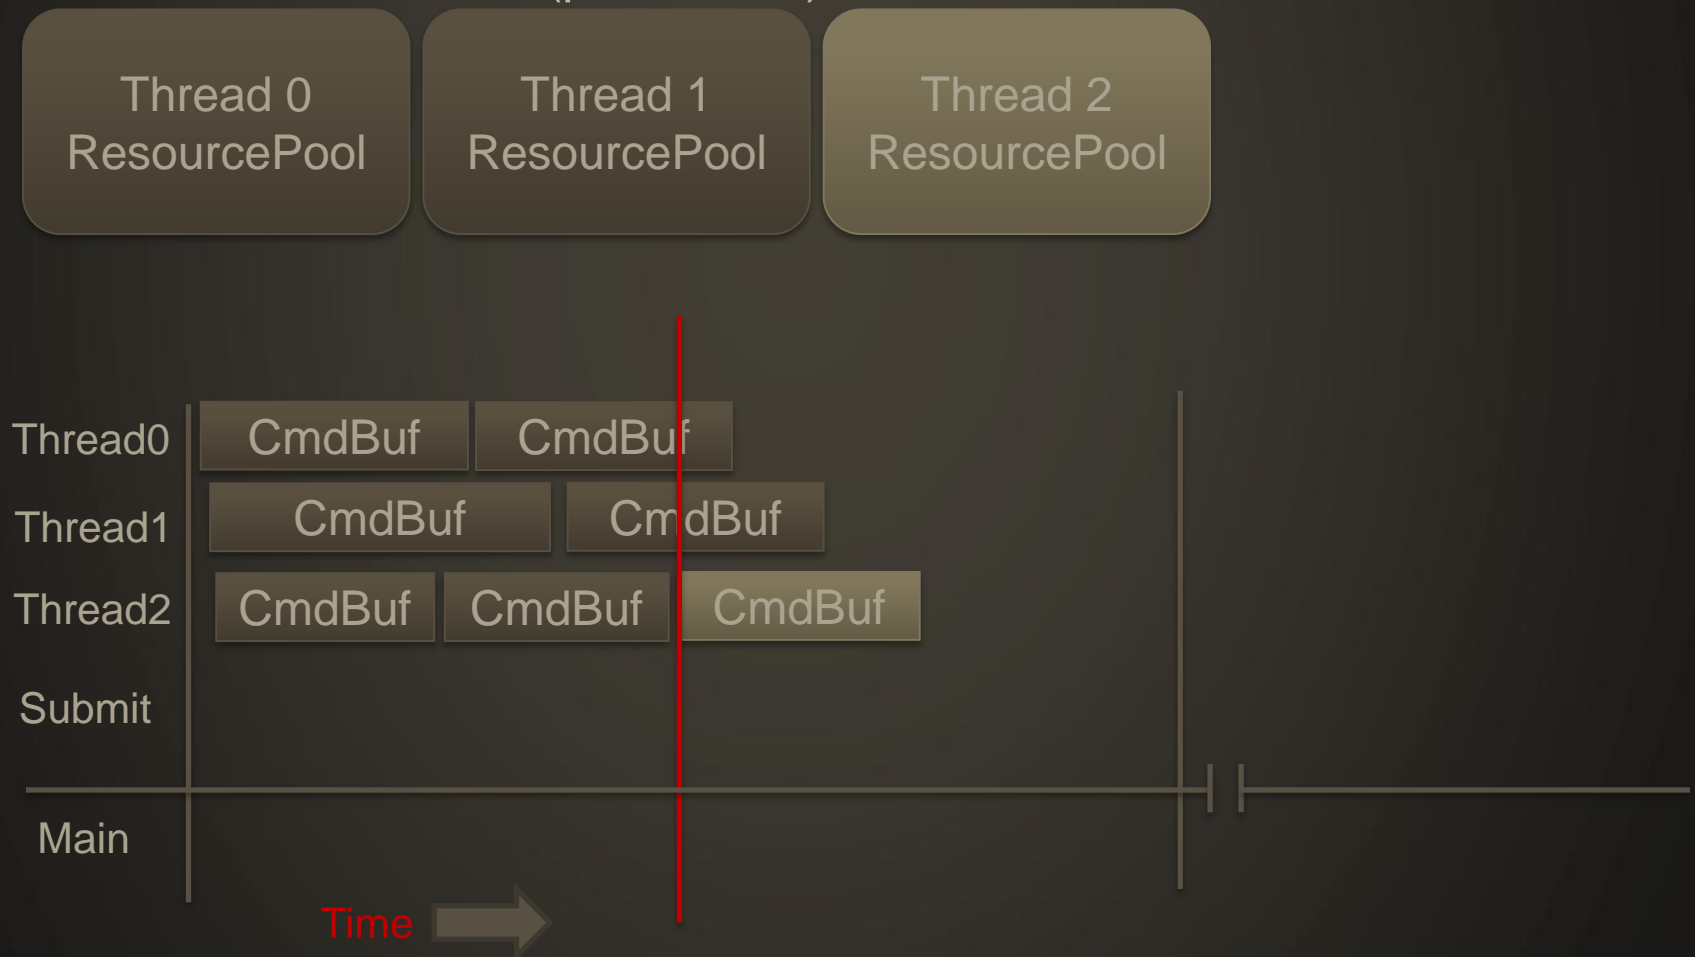 Thread 0
ResourcePool
Thread 1
ResourcePool
Thread 2
ResourcePool
Thread0
CmdBuf
CmdBuf
Thread1
CmdBuf
CmdBuf
Thread2
CmdBuf
CmdBuf
CmdBuf
Submit
Main
Time